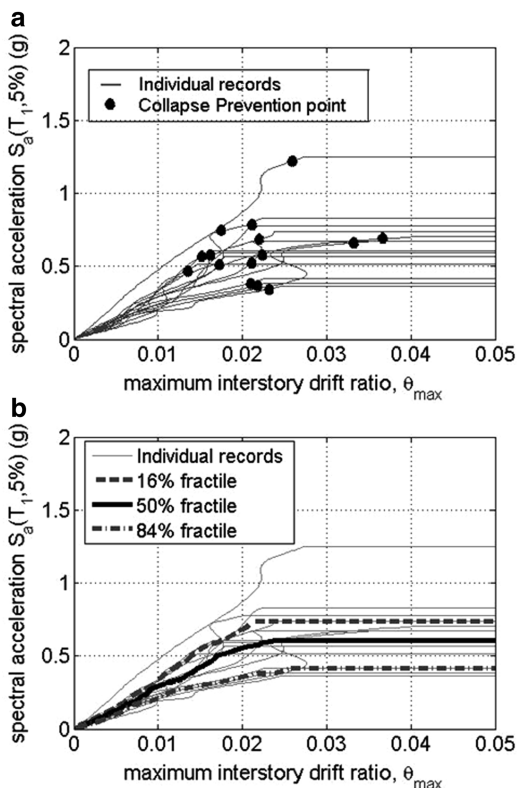 a
2
1.5
1
0.5
0
0 0.01 0.02 0.03 0.04 0.05
spectral acceleration Sa(T1,5%) (g)
maximum interstory drift ratio, θmax
Individual records
Collapse Prevention point
b
2
1.5
1
0.5
0
0 0.01 0.02 0.03 0.04 0.05
spectral acceleration Sa(T1,5%) (g)
maximum interstory drift ratio, θmax
Individual records
16% fractile
50% fractile
84% fractile